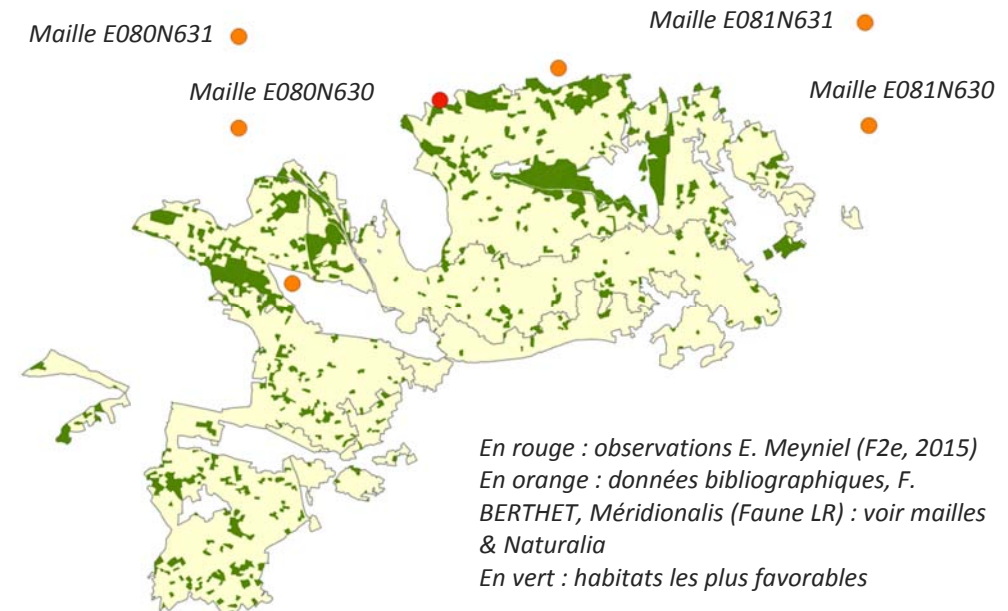 Maille E080N631
Maille E081N631
Maille E080N630
Maille E081N630
En rouge : observations E. Meyniel (F2e, 2015)
En orange : données bibliographiques, F.
BERTHET, Méridionalis (Faune LR) : voir mailles
& Naturalia
En vert : habitats les plus favorables